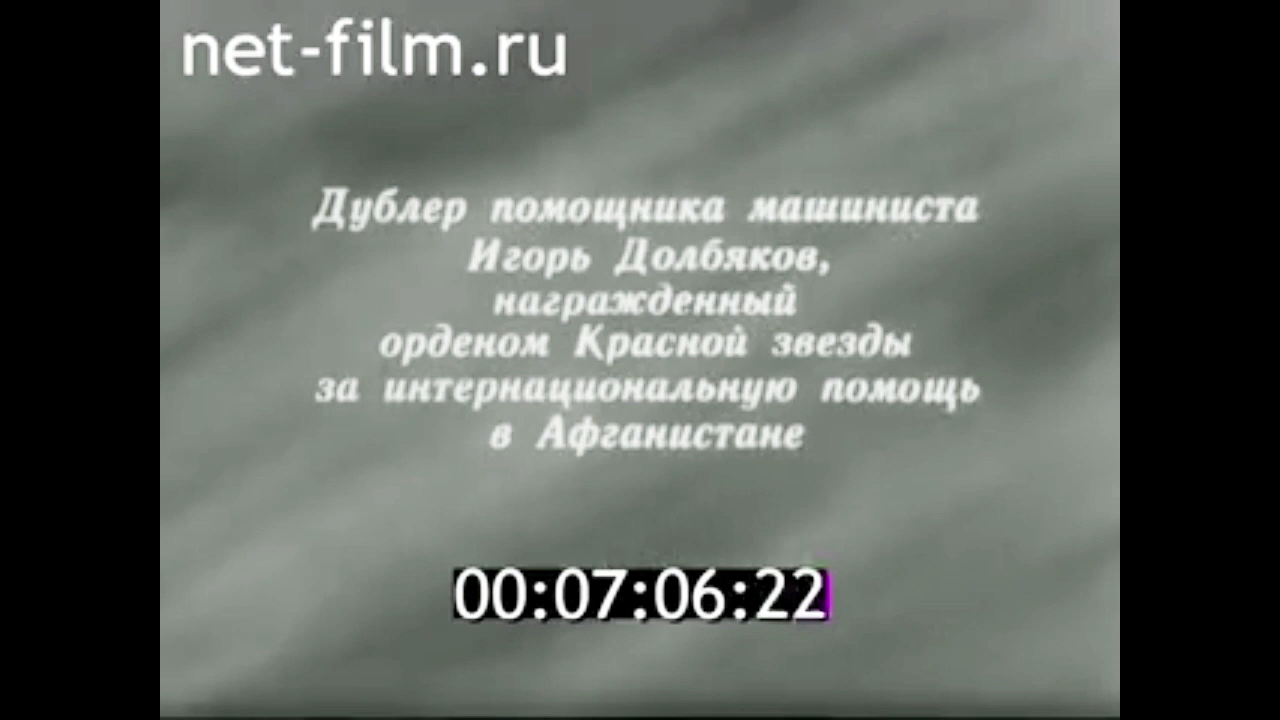 net-film.ru
Дублер помощника машиниста
Игорь Долбяков,
награжденный
орденом Красной звезды
за интернациональную помощь
в Афганистане
00:07:06:22